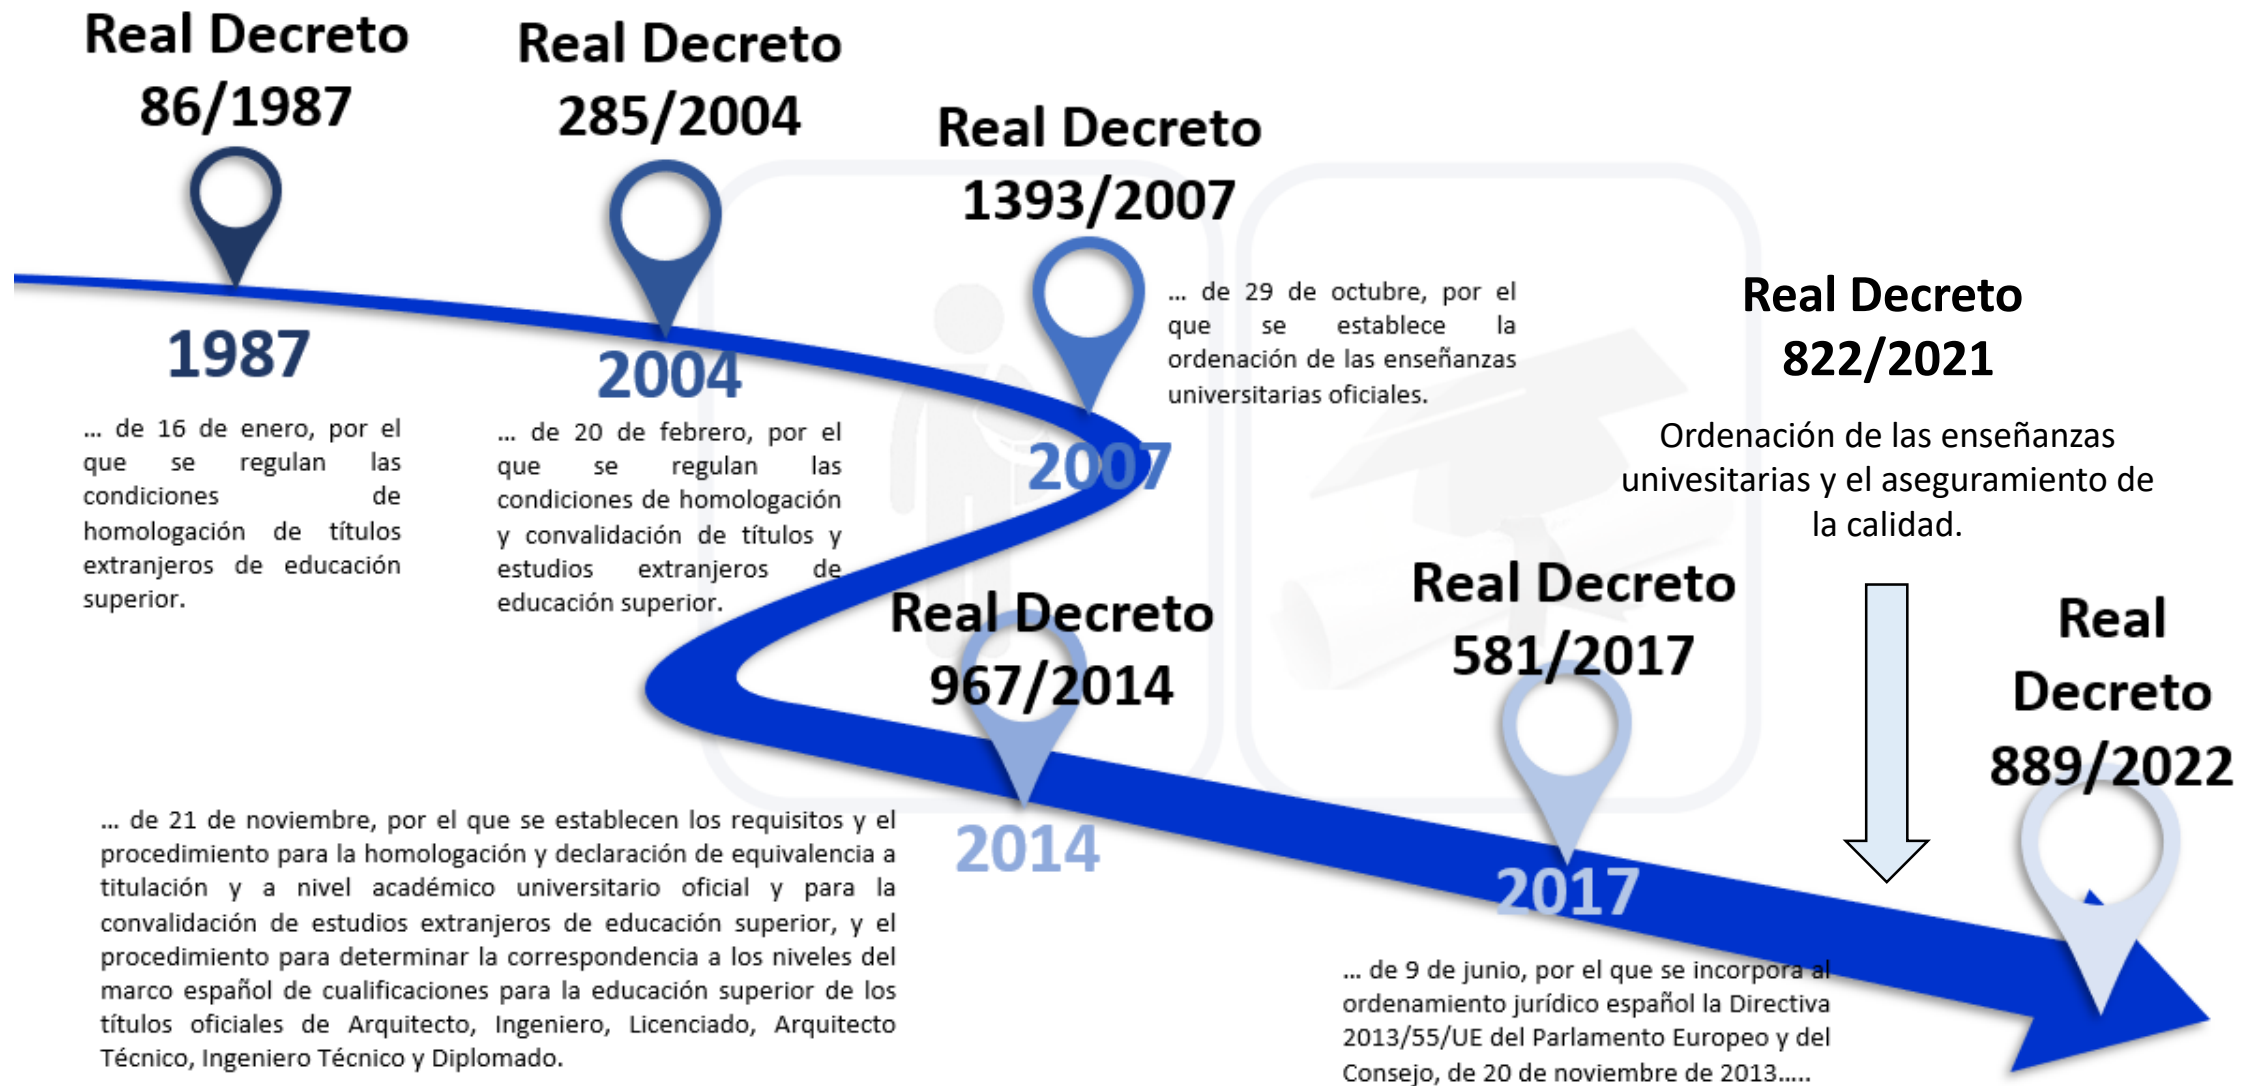 Real Decreto
86/1987
1987
... de 16 de enero, por el
que se regulan las
condiciones de
homologación de títulos
extranjeros de educación
superior.
Real Decreto
285/2004
2004
... de 20 de febrero, por el
que se regulan las
condiciones de homologación
y convalidación de títulos y
estudios extranjeros de
educación superior.
Real Decreto
1393/2007
2007
... de 29 de octubre, por el
que se establece la
ordenación de las enseñanzas
universitarias oficiales.
Real Decreto
967/2014
2014
... de 21 de noviembre, por el que se establecen los requisitos y el
procedimiento para la homologación y declaración de equivalencia a
titulación y a nivel académico universitario oficial y para la
convalidación de estudios extranjeros de educación superior, y el
procedimiento para determinar la correspondencia a los niveles del
marco español de cualificaciones para la educación superior de los
títulos oficiales de Arquitecto, Ingeniero, Licenciado, Arquitecto
Técnico, Ingeniero Técnico y Diplomado.
Real Decreto
581/2017
2017
... de 9 de junio, por el que se incorpora al
ordenamiento jurídico español la Directiva
2013/55/UE del Parlamento Europeo y del
Consejo, de 20 de noviembre de 2013.....
Real Decreto
822/2021
Ordenación de las enseñanzas
univesitarias y el aseguramiento de
la calidad.
Real
Decreto
889/2022